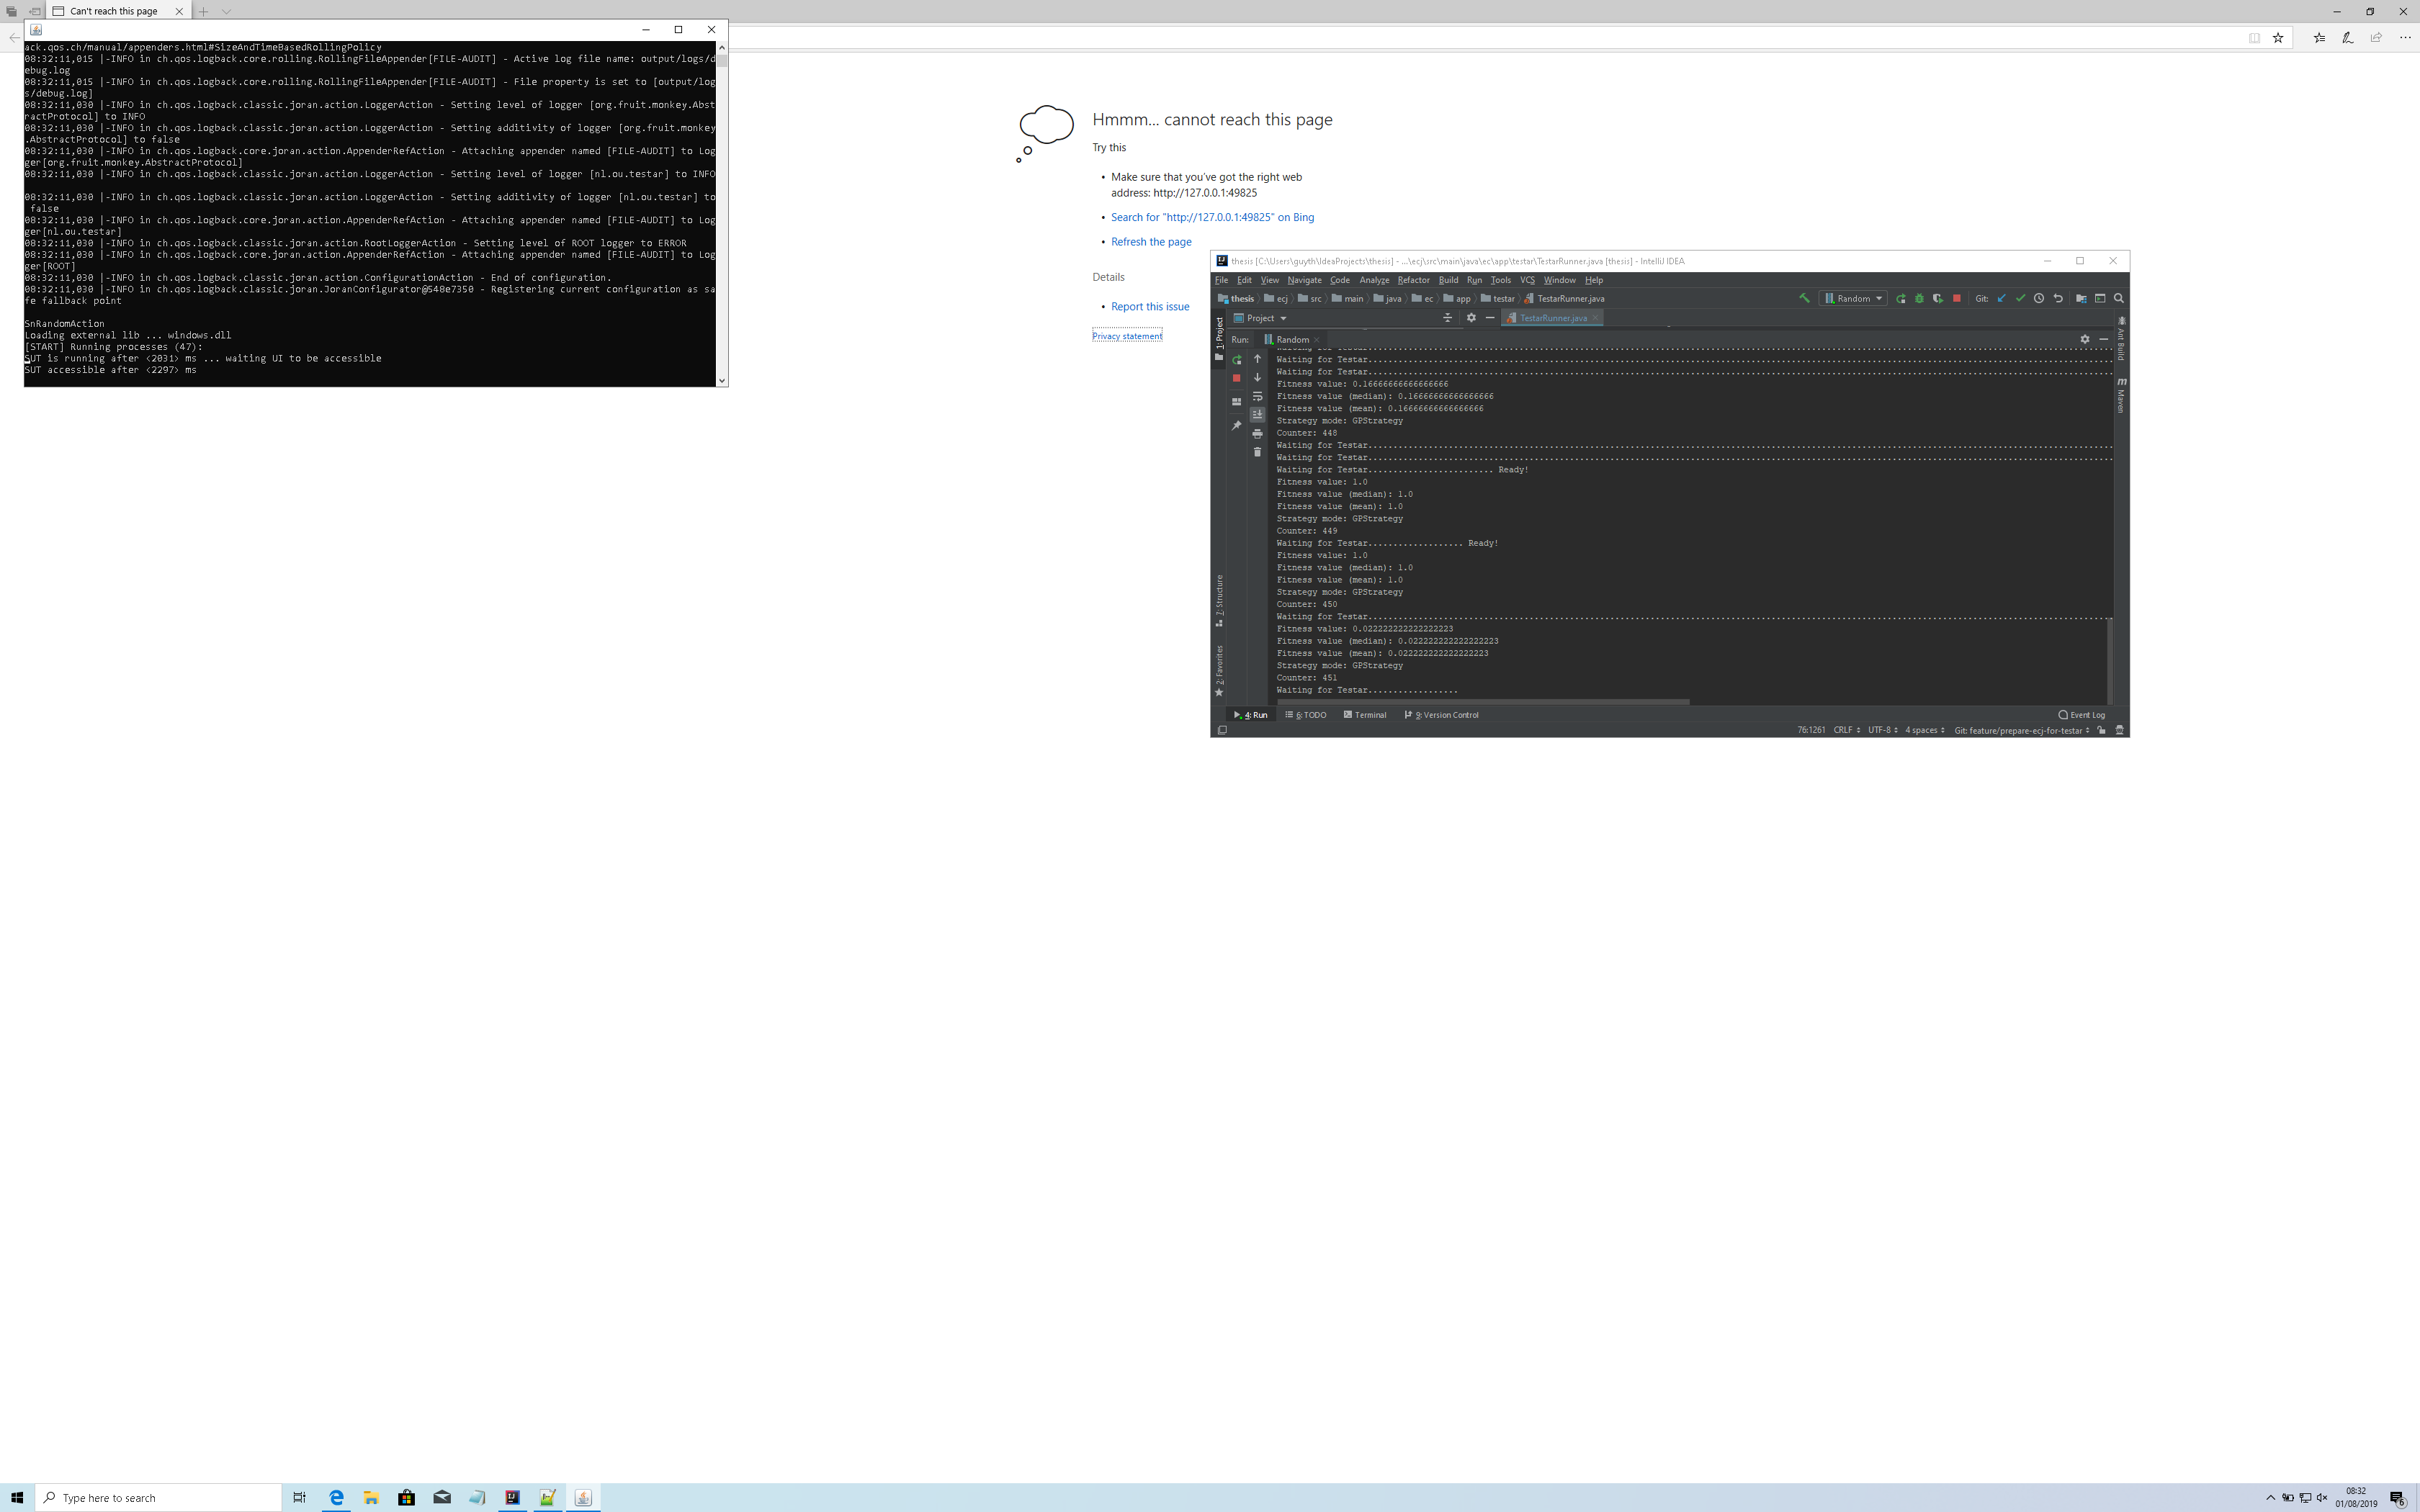 Can't reach this page
ack.qos.ch/manual/appenders.html#SizeAndTimeBasedRollingPolicy
08:32:11,015 |-INFO in ch.qos.logback.core.rolling.RollingFileAppender[FILE-AUDIT] - Active log file name: output/logs/d
ebug.log
08:32:11,015 |-INFO in ch.qos.logback.core.rolling.RollingFileAppender[FILE-AUDIT] - File property is set to [output/log
s/debug.log]
08:32:11,030 |-INFO in ch.qos.logback.classic.joran.action.LoggerAction - Setting level of logger [org.fruit.monkey.Abst
ractProtocol] to INFO
08:32:11,030 |-INFO in ch.qos.logback.classic.joran.action.LoggerAction - Setting additivity of logger [org.fruit.monkey
.AbstractProtocol] to false
08:32:11,030 |-INFO in ch.qos.logback.core.joran.action.AppenderRefAction - Attaching appender named [FILE-AUDIT] to Log
ger[org.fruit.monkey.AbstractProtocol]
08:32:11,030 |-INFO in ch.qos.logback.classic.joran.action.LoggerAction - Setting level of logger [nl.ou.testar] to INFO
08:32:11,030 |-INFO in ch.qos.logback.classic.joran.action.LoggerAction - Setting additivity of logger [nl.ou.testar] to
false
08:32:11,030 |-INFO in ch.qos.logback.core.joran.action.AppenderRefAction - Attaching appender named [FILE-AUDIT] to Log
ger[nl.ou.testar]
08:32:11,030 |-INFO in ch.qos.logback.classic.joran.action.RootLoggerAction - Setting level of ROOT logger to ERROR
08:32:11,030 |-INFO in ch.qos.logback.core.joran.action.AppenderRefAction - Attaching appender named [FILE-AUDIT] to Log
ger[ROOT]
08:32:11,030 |-INFO in ch.qos.logback.classic.joran.action.ConfigurationAction - End of configuration.
08:32:11,030 |-INFO in ch.qos.logback.classic.joran.JoranConfigurator@548e7350 - Registering current configuration as sa
fe fallback point
SnRandomAction
Loading external lib ... windows.dll
[START] Running processes (47):
SUT is running after <2031> ms ... waiting UI to be accessible
SUT accessible after <2297> ms
Hmmm... cannot reach this page
Try this
• Make sure that you've got the right web
address: http://127.0.0.1:49825
• Search for "http://127.0.0.1:49825" on Bing
• Refresh the page
Details
• Report this issue
Privacy statement
thesis [C:\Users\guyth\IdeaProjects\thesis] - ...\ecj\src\main\java\ec\app\testar\TestarRunner.java [thesis] - IntelliJ IDEA
File Edit View Navigate Code Analyze Refactor Build Run Tools VCS Window Help
thesis ecj src main java ec app testar TestarRunner.java Random Git:
1: Project
Project TestarRunner.java
Ant Build
Run: Random
Maven
Waiting for Testar...............................................
Waiting for Testar...............................................
Fitness value: 0.16666666666666666
Fitness value (median): 0.16666666666666666
Fitness value (mean): 0.16666666666666666
Strategy mode: GPStrategy
Counter: 448
Waiting for Testar...............................................
Waiting for Testar...............................................
Waiting for Testar......................... Ready!
Fitness value: 1.0
Fitness value (median): 1.0
Fitness value (mean): 1.0
Strategy mode: GPStrategy
Counter: 449
Waiting for Testar................... Ready!
Fitness value: 1.0
Fitness value (median): 1.0
Fitness value (mean): 1.0
Strategy mode: GPStrategy
Counter: 450
Waiting for Testar...............................................
Fitness value: 0.022222222222222223
Fitness value (median): 0.022222222222222223
Fitness value (mean): 0.022222222222222223
Strategy mode: GPStrategy
Counter: 451
Waiting for Testar..................
7: Structure
2: Favorites
4: Run 6: TODO Terminal 9: Version Control Event Log
76:1261 CRLF UTF-8 4 spaces Git: feature/prepare-ecj-for-testar
Type here to search
08:32
01/08/2019
6